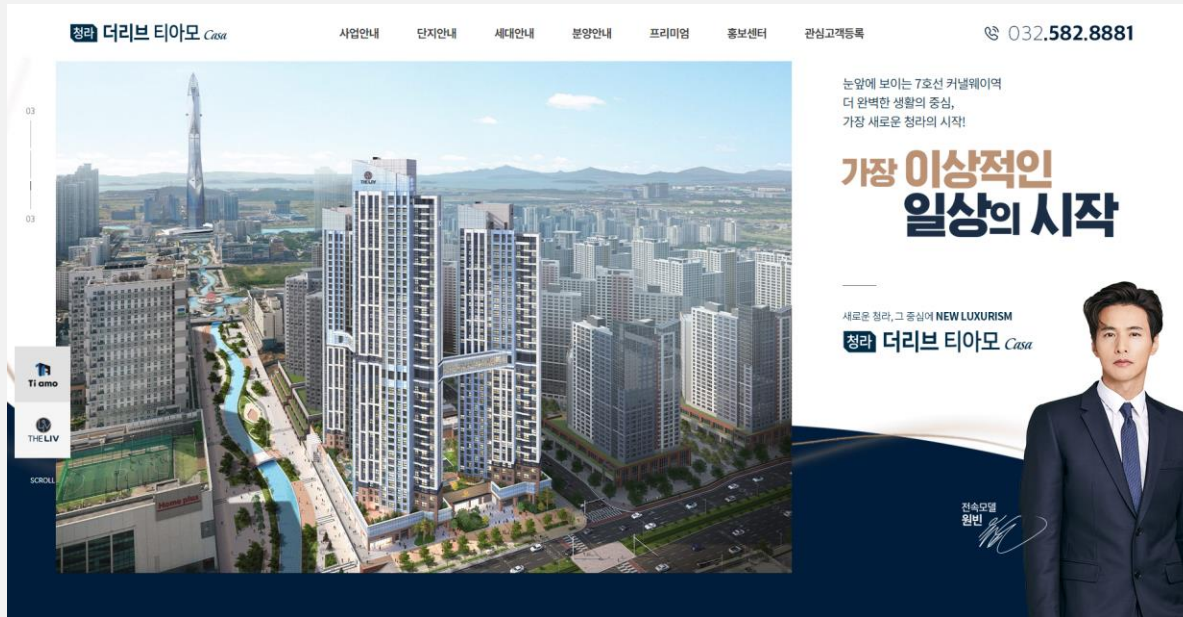 청라 더리브 티아모 Casa
사업안내 단지안내 세대안내 분양안내 프리미엄 홍보센터 관심고객등록
032.582.8881
03
03
THE LIV
Ti amo
THE LIV
SCROLL
Home plus
눈앞에 보이는 7호선 커낼웨이역
더 완벽한 생활의 중심,
가장 새로운 청라의 시작!
가장 이상적인
일상의 시작
새로운 청라, 그 중심에 NEW LUXURISM
청라 더리브 티아모 Casa
전속모델
원빈